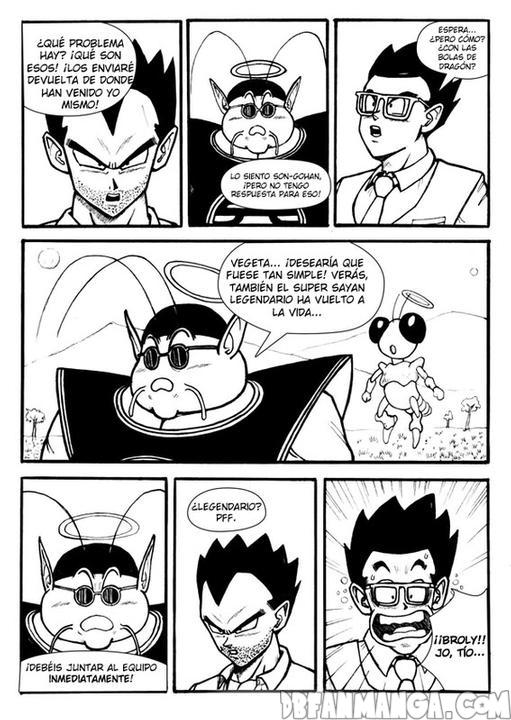 ¿QUÉ PROBLEMA
HAY? ¡QUÉ SON
ESOS! ¡LOS ENVIARÉ
DEVUELTA DE DONDE
HAN VENIDO YO
MISMO!
LO SIENTO SON-GOHAN,
¡PERO NO TENGO
RESPUESTA PARA ESO!
ESPERA...
¿PERO CÓMO?
¿CON LAS
BOLAS DE
DRAGÓN?
VEGETA... ¡DESEARÍA QUE
FUESE TAN SIMPLE! VERÁS,
TAMBIÉN EL SUPER SAYAN
LEGENDARIO HA VUELTO A
LA VIDA...
¡DEBÉIS JUNTAR AL EQUIPO
INMEDIATAMENTE!
¿LEGENDARIO?
PFF.
¡¡BROLY!!
JO, TÍO...
DBFANMANGA.COM